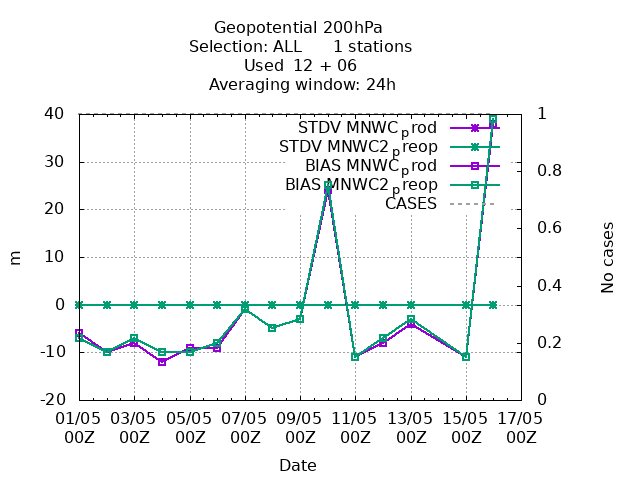 Geopotential 200hPa
Selection: ALL 1 stations
Used 12 + 06
Averaging window: 24h
STDV MNWC_prod
STDV MNWC2_preop
BIAS MNWC_prod
BIAS MNWC2_preop
CASES
40
30
20
10
0
-10
-20
m
1
0.8
0.6
0.4
0.2
0
No cases
01/05 03/05 05/05 07/05 09/05 11/05 13/05 15/05 17/05
00Z 00Z 00Z 00Z 00Z 00Z 00Z 00Z 00Z
Date